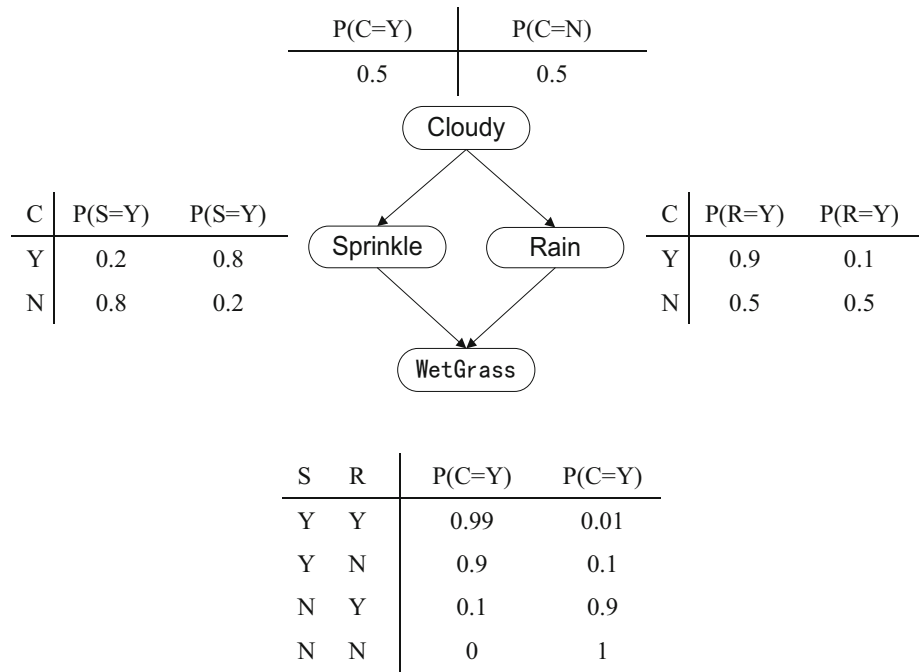 P(C=Y) P(C=N)
0.5 0.5
Cloudy
C P(S=Y) P(S=Y)
Y 0.2 0.8
N 0.8 0.2
Sprinkle
Rain
C P(R=Y) P(R=Y)
Y 0.9 0.1
N 0.5 0.5
WetGrass
S R P(C=Y) P(C=Y)
Y Y 0.99 0.01
Y N 0.9 0.1
N Y 0.1 0.9
N N 0 1